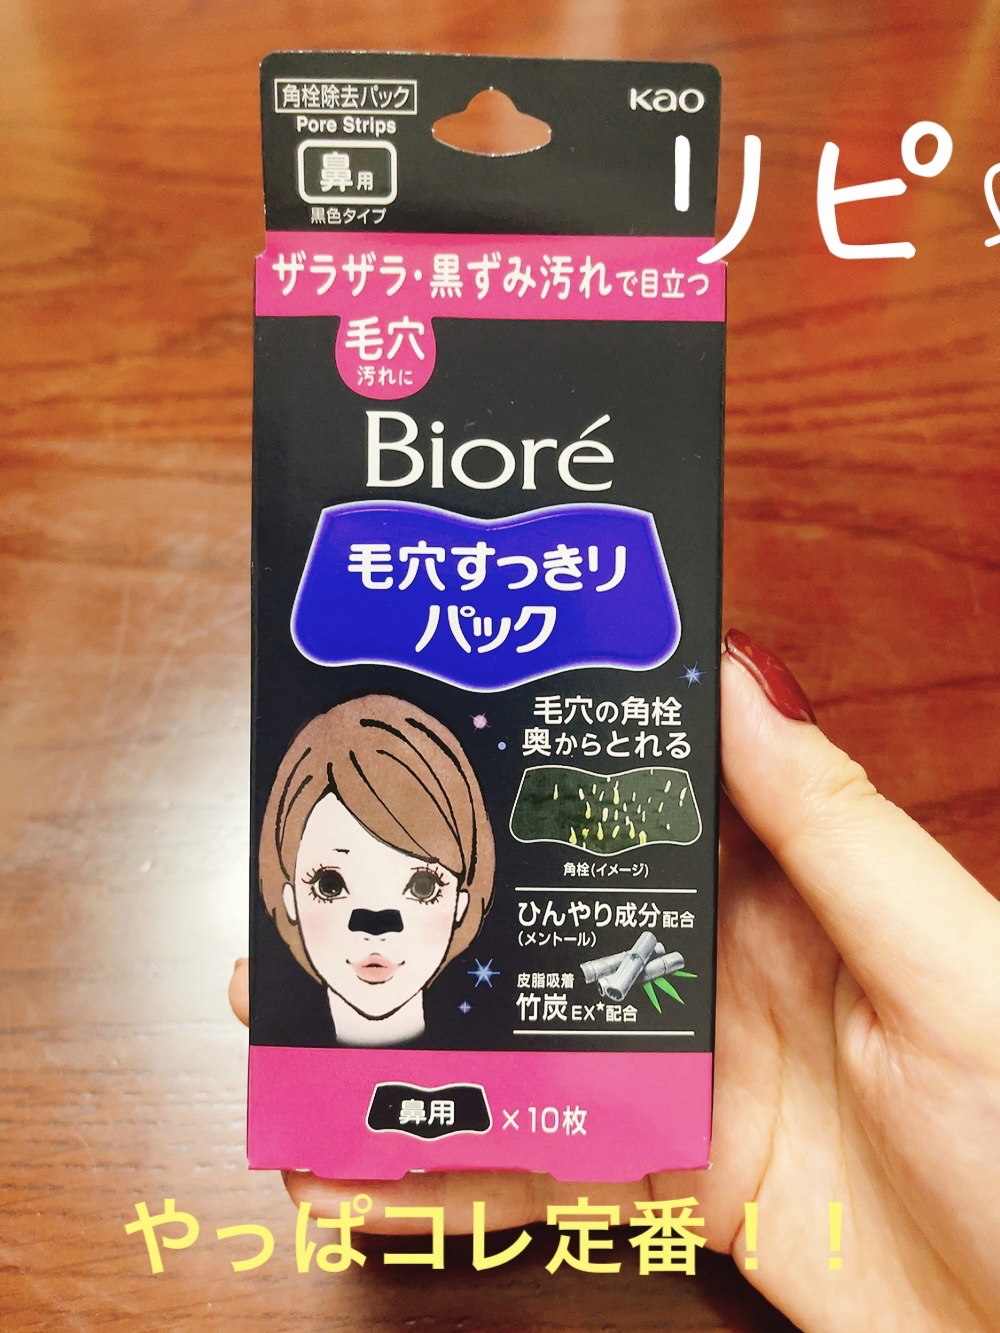 角栓除去パック
Pore Strips
鼻用
黒色タイプ
Kao
リピ
ザラザラ・黒ずみ汚れで目立つ
毛穴
汚れに
Bioré
毛穴すっきり
パック
毛穴の角栓
奥からとれる
角栓(イメージ)
ひんやり成分配合
(メントール)
皮脂吸着
竹炭EX*配合
鼻用 ×10枚
やっぱコレ定番！！